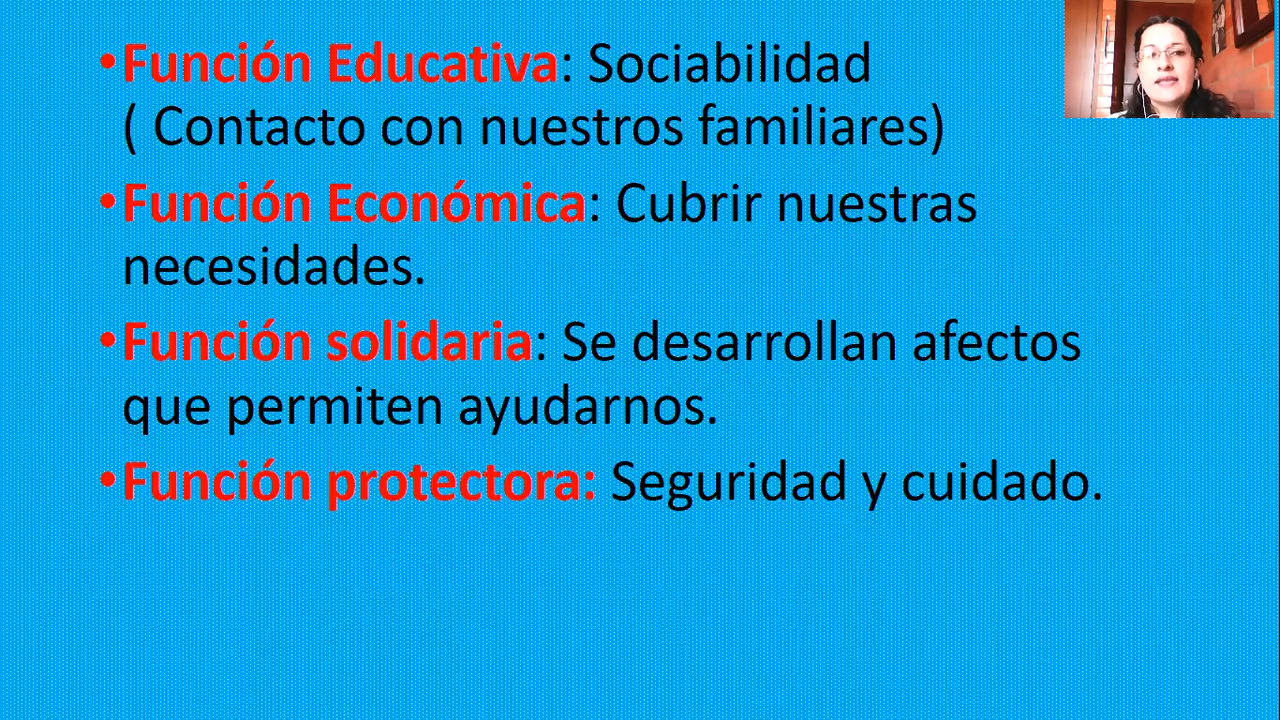 •Función Educativa: Sociabilidad
( Contacto con nuestros familiares)
•Función Económica: Cubrir nuestras
necesidades.
•Función solidaria: Se desarrollan afectos
que permiten ayudarnos.
•Función protectora: Seguridad y cuidado.